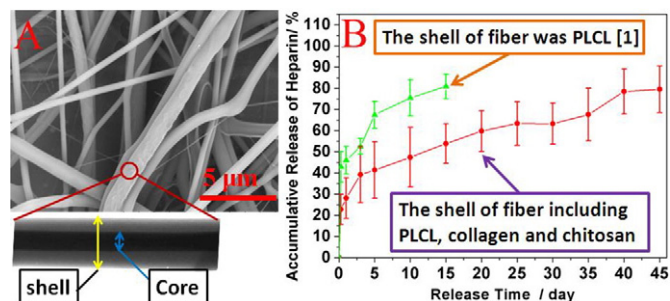 A
5 μm
shell
Core
B
Accumulative Release of Heparin/ %
110
100
90
80
70
60
50
40
30
20
10
0
The shell of fiber was PLCL [1]
The shell of fiber including
PLCL, collagen and chitosan
0 5 10 15 20 25 30 35 40 45
Release Time / day